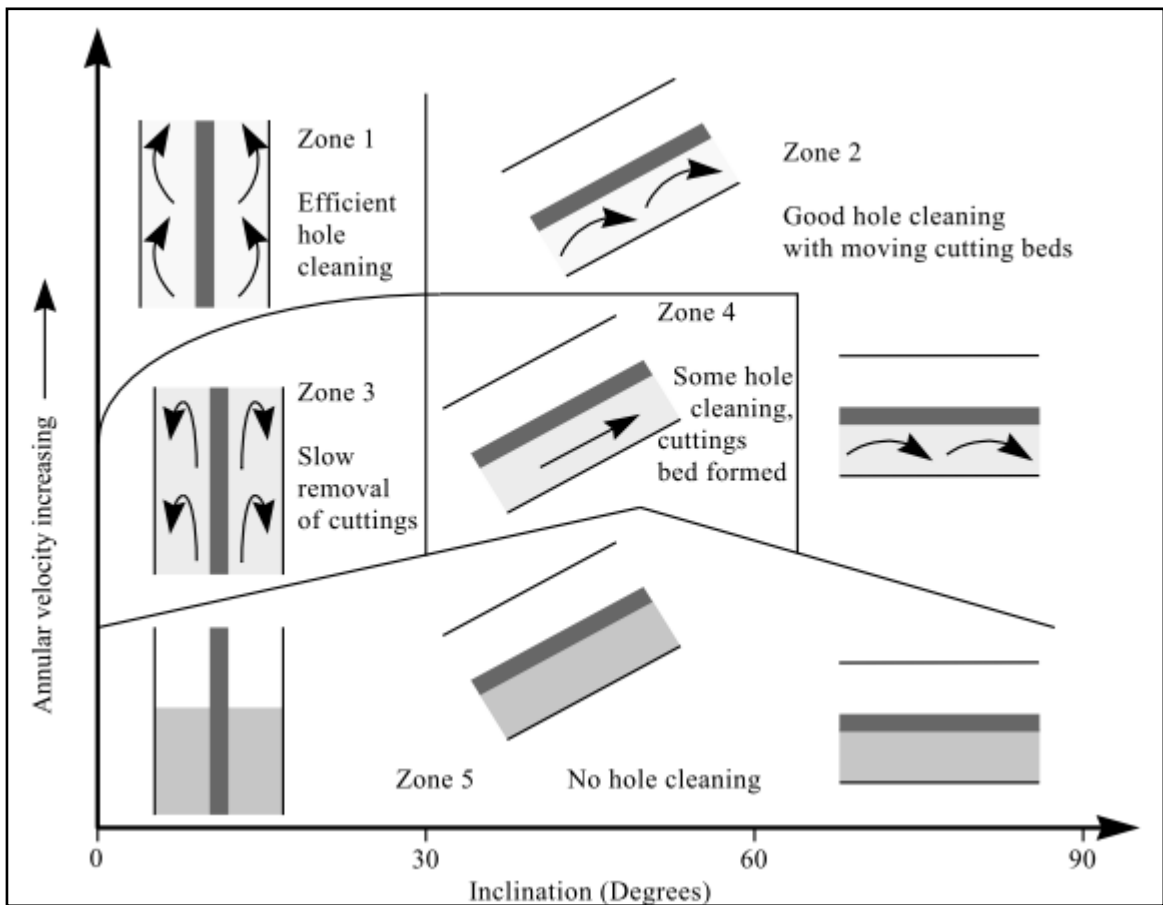 Zone 1
Efficient
hole
cleaning
Zone 2
Good hole cleaning
with moving cutting beds
Zone 3
Slow
removal
of cuttings
Zone 4
Some hole
cleaning,
cuttings
bed formed
Zone 5
No hole cleaning
Annular velocity increasing
0
30
60
90
Inclination (Degrees)